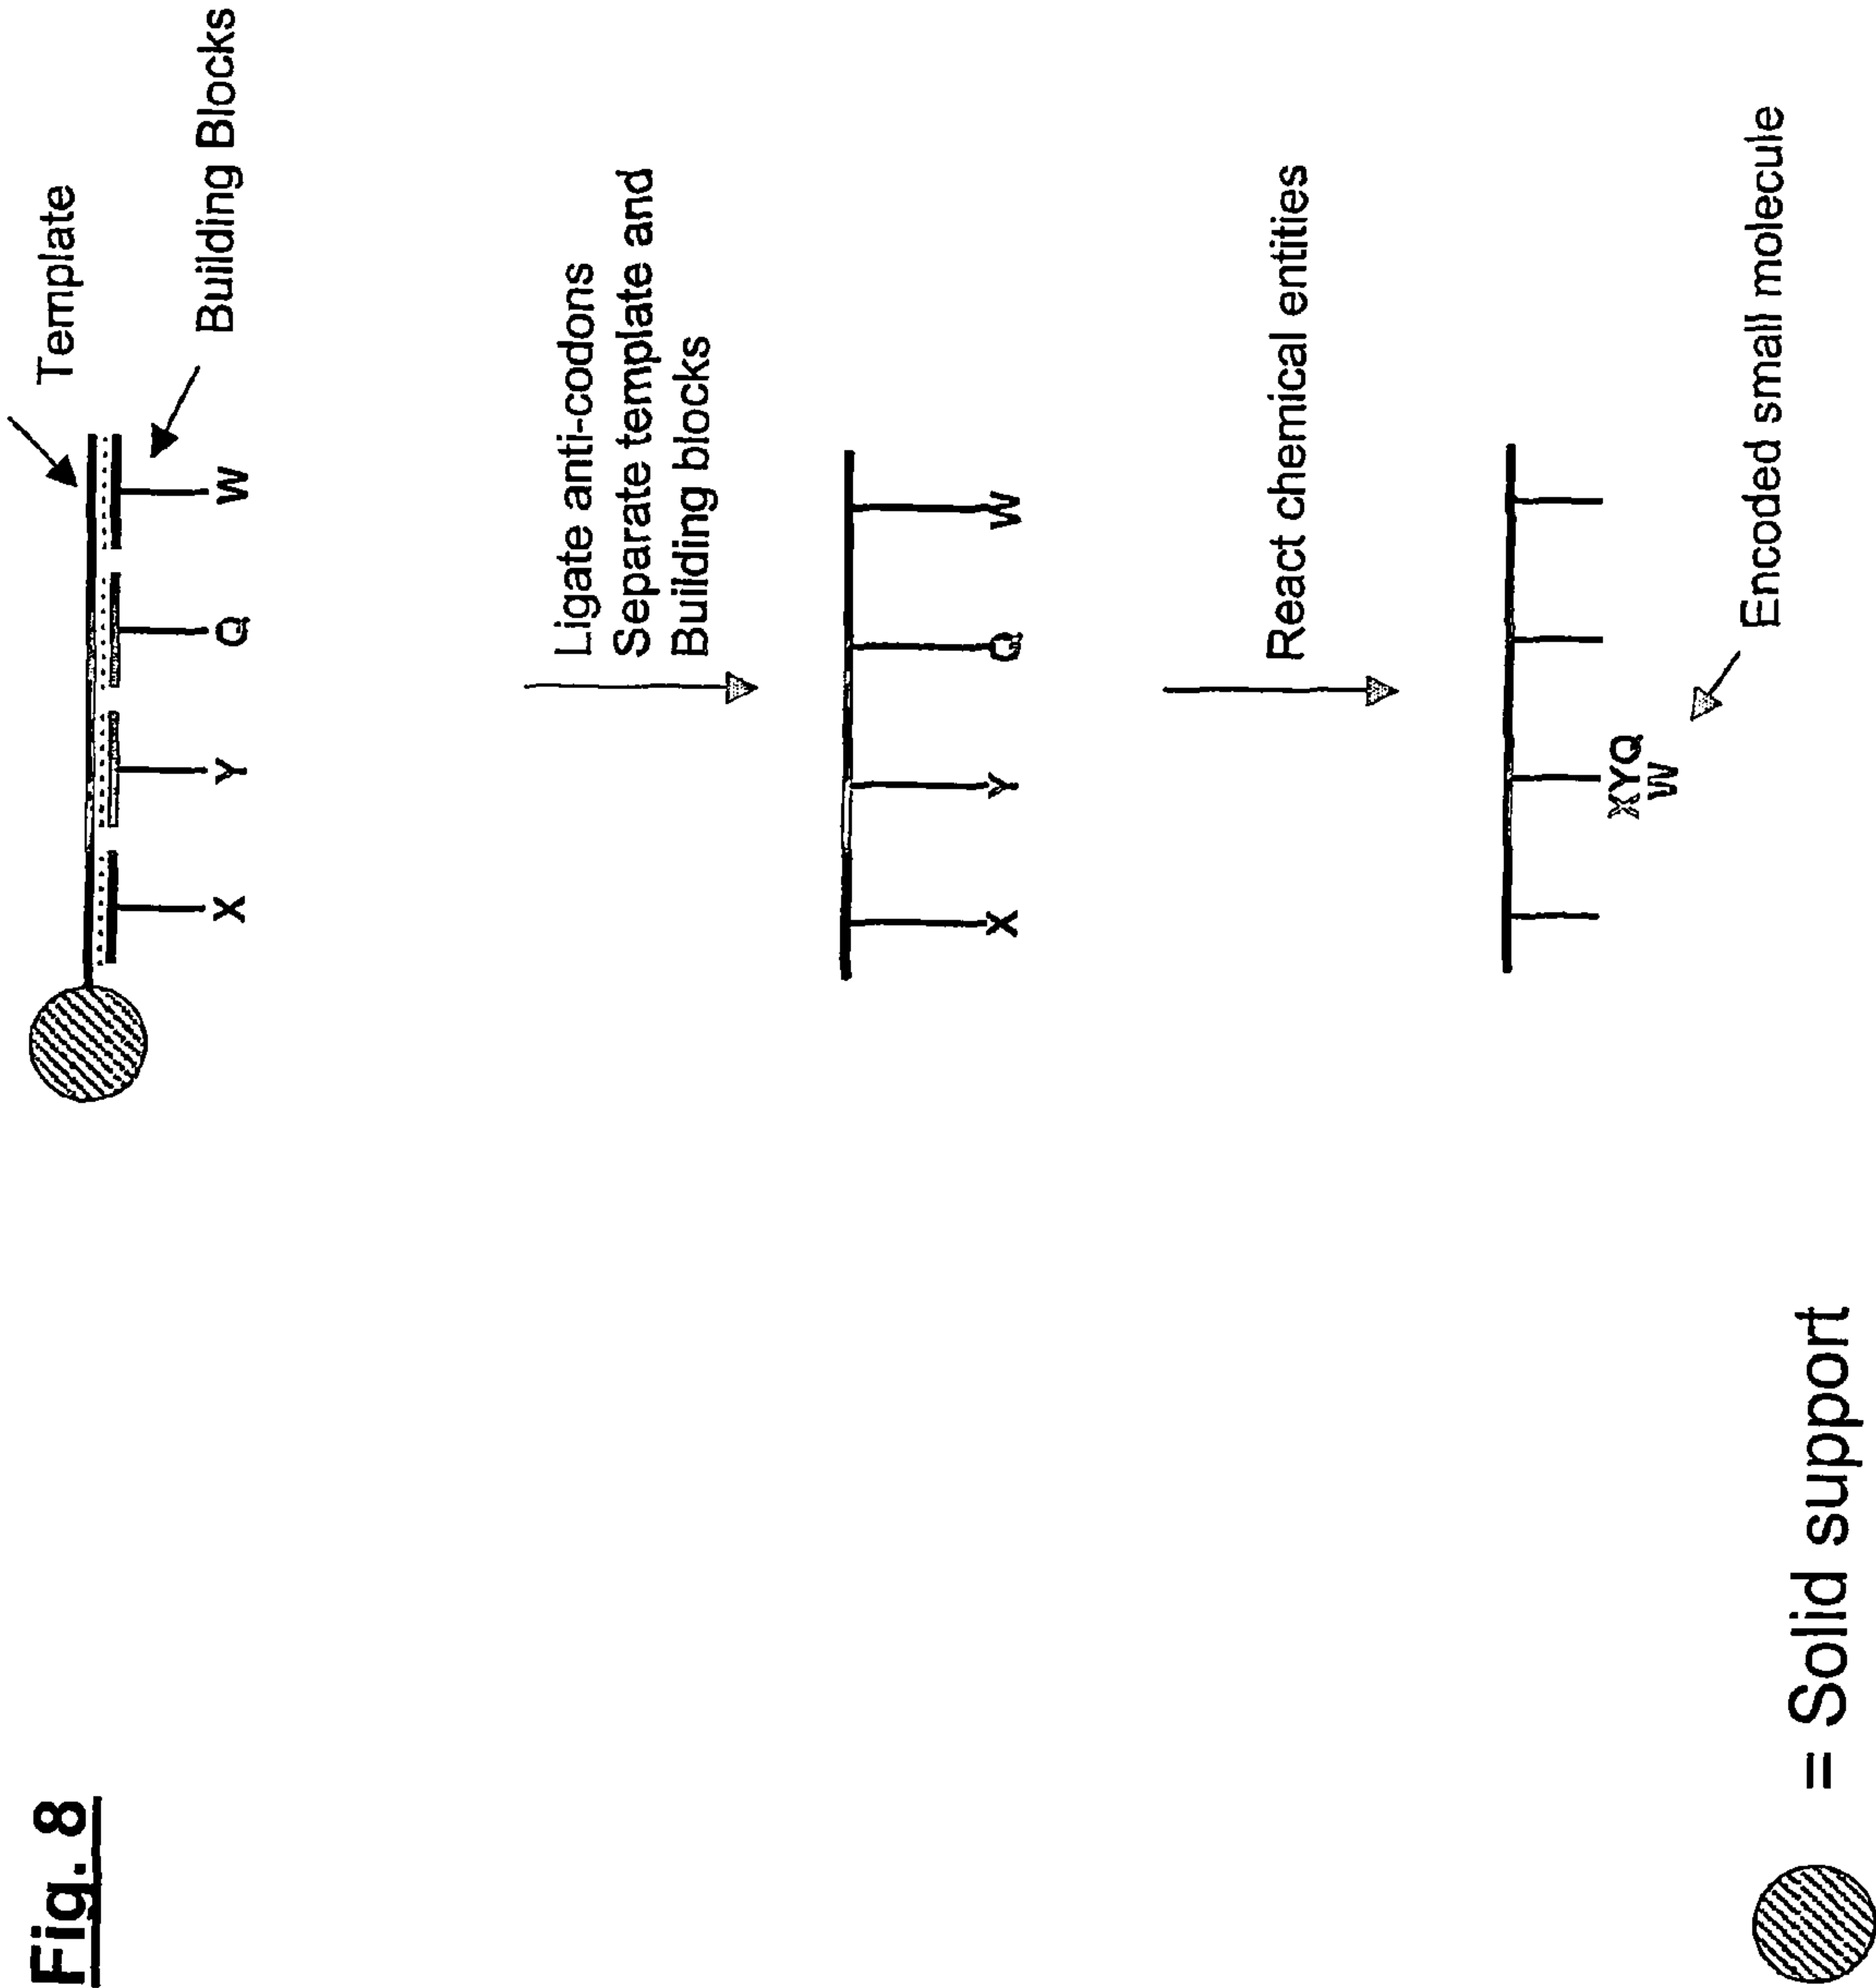 Fig. 8
Template
Building Blocks
X Y Q W
Ligate anti-codons
Separate template and
Building blocks
X Y Q W
React chemical entities
XYQ
W
Encoded small molecule
= Solid support